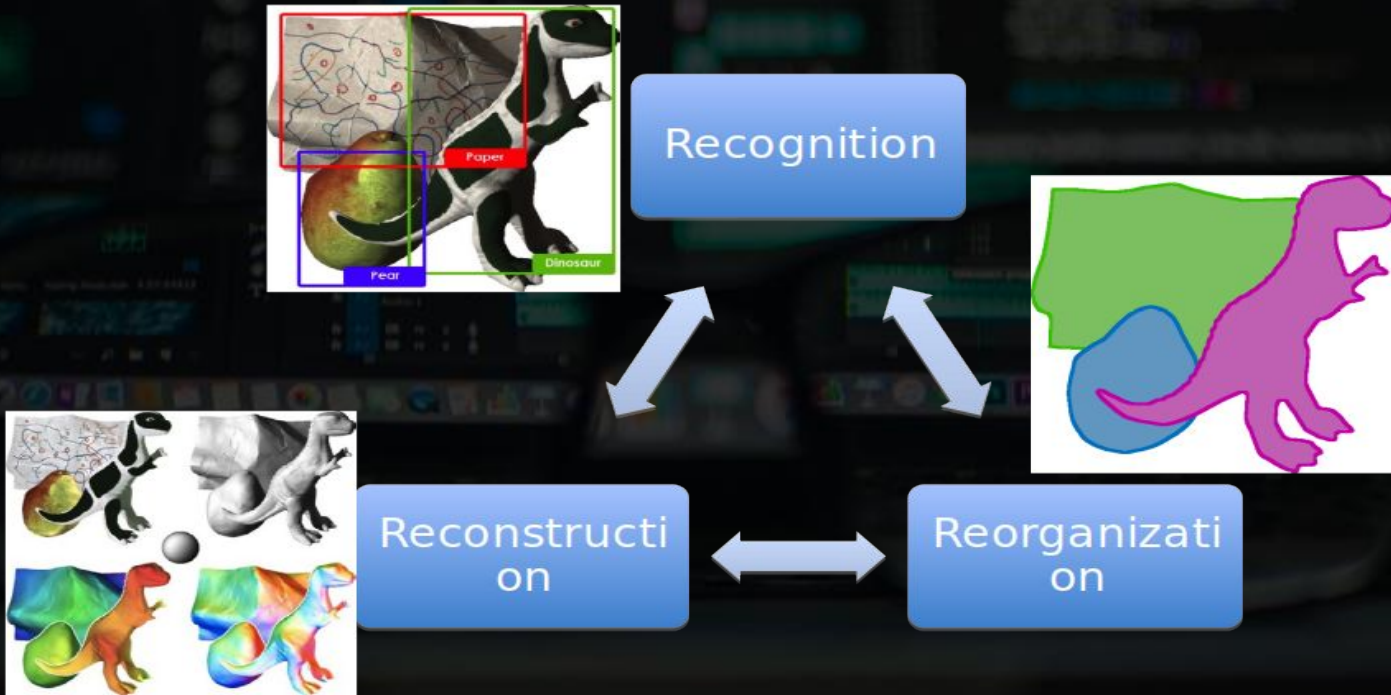 Paper
Pear
Dinosaur
Recognition
Reconstructi
on
Reorganizati
on